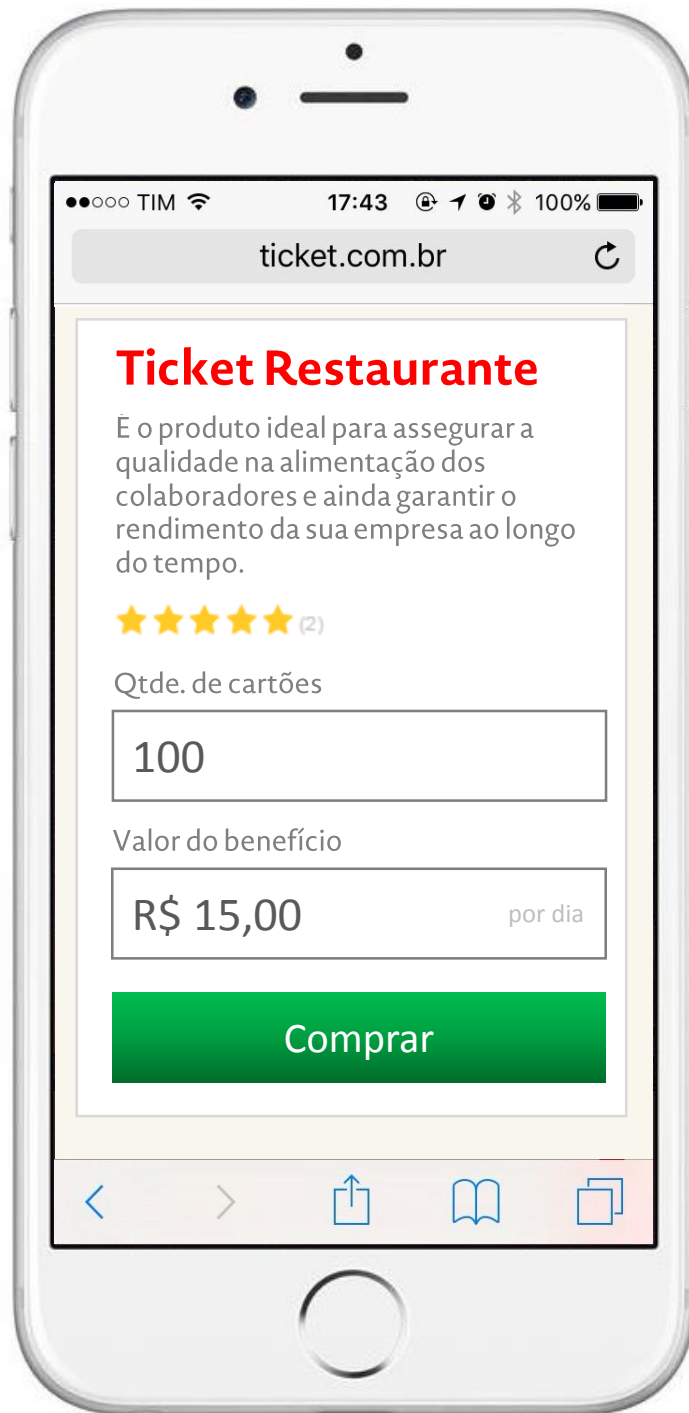 TIM 17:43 100%
ticket.com.br
Ticket Restaurante
É o produto ideal para assegurar a
qualidade na alimentação dos
colaboradores e ainda garantir o
rendimento da sua empresa ao longo
do tempo.
(2)
Qtde. de cartões
100
Valor do benefício
R$ 15,00 por dia
Comprar